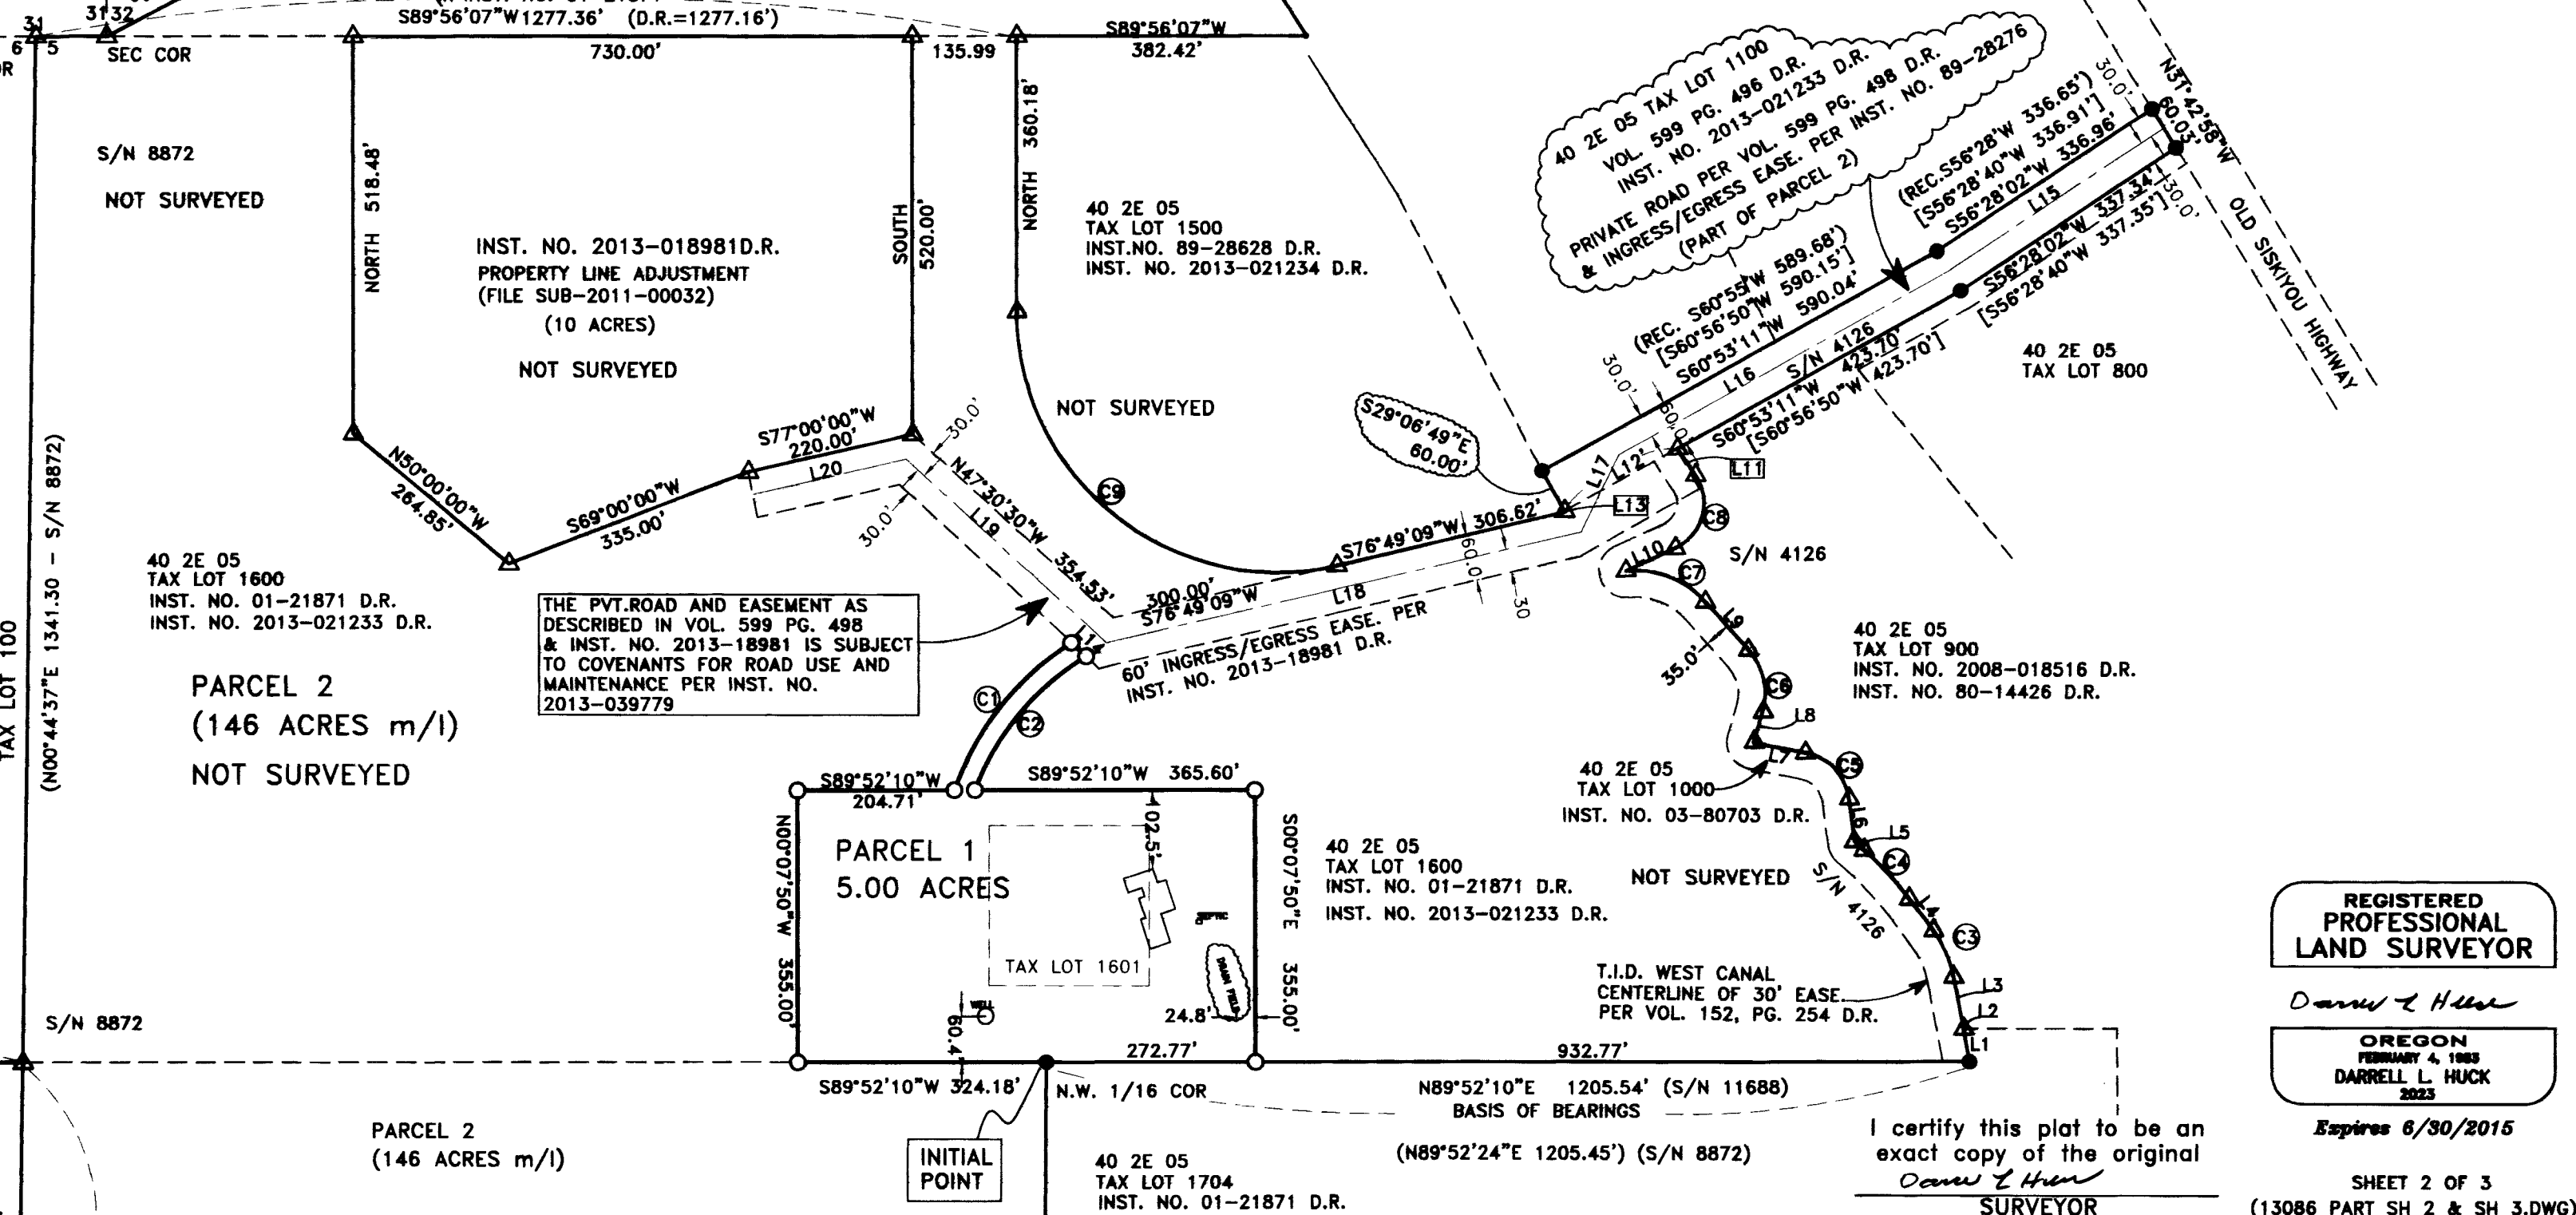 31
31 32
6
5
SEC COR
S89°56'07"W 1277.36' (D.R.=1277.16')
730.00'
135.99
S89°56'07"W
382.42'
S/N 8872
NOT SURVEYED
NORTH 518.48'
INST. NO. 2013-018981D.R.
PROPERTY LINE ADJUSTMENT
(FILE SUB-2011-00032)
(10 ACRES)
NOT SURVEYED
SOUTH
520.00'
NORTH 360.18'
40 2E 05
TAX LOT 1500
INST.NO. 89-28628 D.R.
INST. NO. 2013-021234 D.R.
NOT SURVEYED
40 2E 05 TAX LOT 1100
VOL. 599 PG. 496 D.R.
INST. NO. 2013-021233 D.R.
PRIVATE ROAD PER VOL. 599 PG. 498 D.R.
& INGRESS/EGRESS EASE. PER INST. NO. 89-28276
(PART OF PARCEL 2)
(REC.S56°28'W 336.65')
[S56°28'40"W 336.91']
S56°28'02"W 336.96'
L15
S56°28'02"W 337.34'
[S56°28'40"W 337.35']
30.0'
N31°42'58"W
60.03'
30.0'
OLD SISKIYOU HIGHWAY
(REC. S60°55'W 589.68')
[S60°56'50"W 590.15']
S60°53'11"W 590.04'
L16
S/N 4126
S60°53'11"W 423.70'
[S60°56'50"W 423.70']
30.0'
60.0'
40 2E 05
TAX LOT 800
S29°06'49"E
60.00'
L17
L12
L11
L13
C8
L10
S/N 4126
C7
L9
35.0'
C6
L8
L7
C5
L6
L5
C4
L4
C3
L3
L2
L1
N50°00'00"W
264.85'
S69°00'00"W
335.00'
S77°00'00"W
220.00'
L20
30.0'
30.0'
N47°30'30"W 354.53'
L19
C9
S76°49'09"W 306.62'
60.0'
30
300.00'
S76°49'09"W
L18
60' INGRESS/EGRESS EASE. PER
INST. NO. 2013-18981 D.R.
TAX LOT 100
(N00°44'37"E 1341.30 - S/N 8872)
40 2E 05
TAX LOT 1600
INST. NO. 01-21871 D.R.
INST. NO. 2013-021233 D.R.
PARCEL 2
(146 ACRES m/l)
NOT SURVEYED
THE PVT.ROAD AND EASEMENT AS
DESCRIBED IN VOL. 599 PG. 498
& INST. NO. 2013-18981 IS SUBJECT
TO COVENANTS FOR ROAD USE AND
MAINTENANCE PER INST. NO.
2013-039779
C1
C2
40 2E 05
TAX LOT 900
INST. NO. 2008-018516 D.R.
INST. NO. 80-14426 D.R.
40 2E 05
TAX LOT 1000
INST. NO. 03-80703 D.R.
NOT SURVEYED
S/N 4126
S89°52'10"W
204.71'
S89°52'10"W 365.60'
N00°07'50"W 355.00'
PARCEL 1
5.00 ACRES
102.5'
SEPTIC
DRAIN FIELD
TAX LOT 1601
WELL
60.4'
24.8'
S00°07'50"E 355.00'
40 2E 05
TAX LOT 1600
INST. NO. 01-21871 D.R.
INST. NO. 2013-021233 D.R.
T.I.D. WEST CANAL
CENTERLINE OF 30' EASE.
PER VOL. 152, PG. 254 D.R.
S/N 8872
272.77'
932.77'
S89°52'10"W 324.18'
N.W. 1/16 COR
N89°52'10"E 1205.54' (S/N 11688)
BASIS OF BEARINGS
(N89°52'24"E 1205.45') (S/N 8872)
PARCEL 2
(146 ACRES m/l)
INITIAL
POINT
40 2E 05
TAX LOT 1704
INST. NO. 01-21871 D.R.
REGISTERED
PROFESSIONAL
LAND SURVEYOR
Darrell L Huck
OREGON
FEBRUARY 4, 1983
DARRELL L. HUCK
2023
Expires 6/30/2015
I certify this plat to be an
exact copy of the original
Darrell L Huck
SURVEYOR
SHEET 2 OF 3
(13086 PART SH 2 & SH 3.DWG)